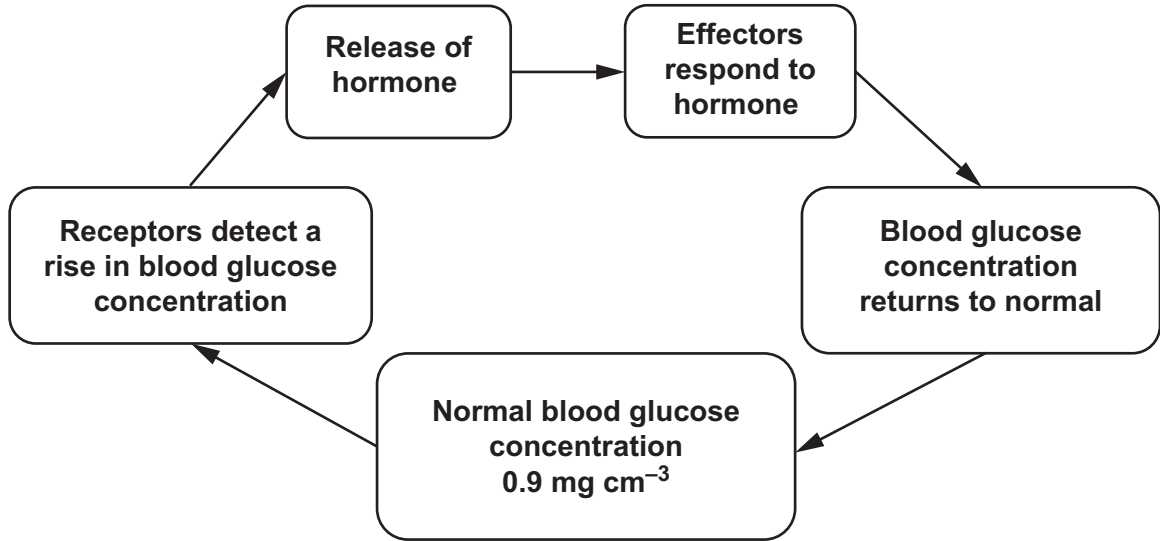 Release of
hormone
Effectors
respond to
hormone
Receptors detect a
rise in blood glucose
concentration
Blood glucose
concentration
returns to normal
Normal blood glucose
concentration
0.9 mg cm⁻³